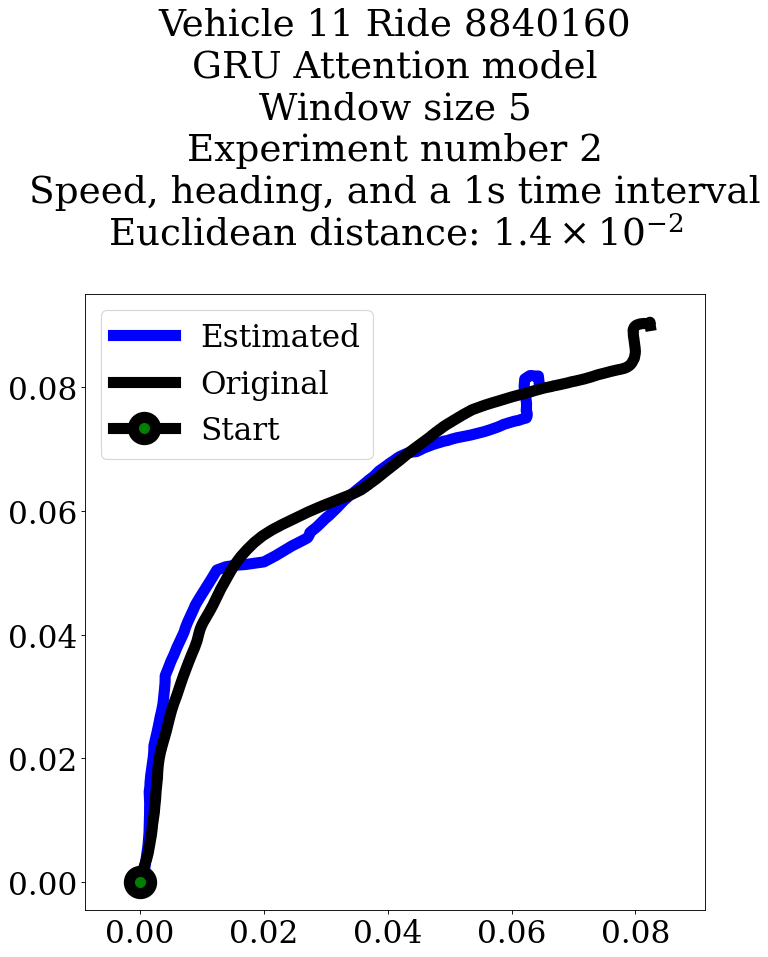 Vehicle 11 Ride 8840160
GRU Attention model
Window size 5
Experiment number 2
Speed, heading, and a 1s time interval
Euclidean distance: 1.4 × 10⁻²
Estimated
Original
Start
0.08
0.06
0.04
0.02
0.00
0.00 0.02 0.04 0.06 0.08